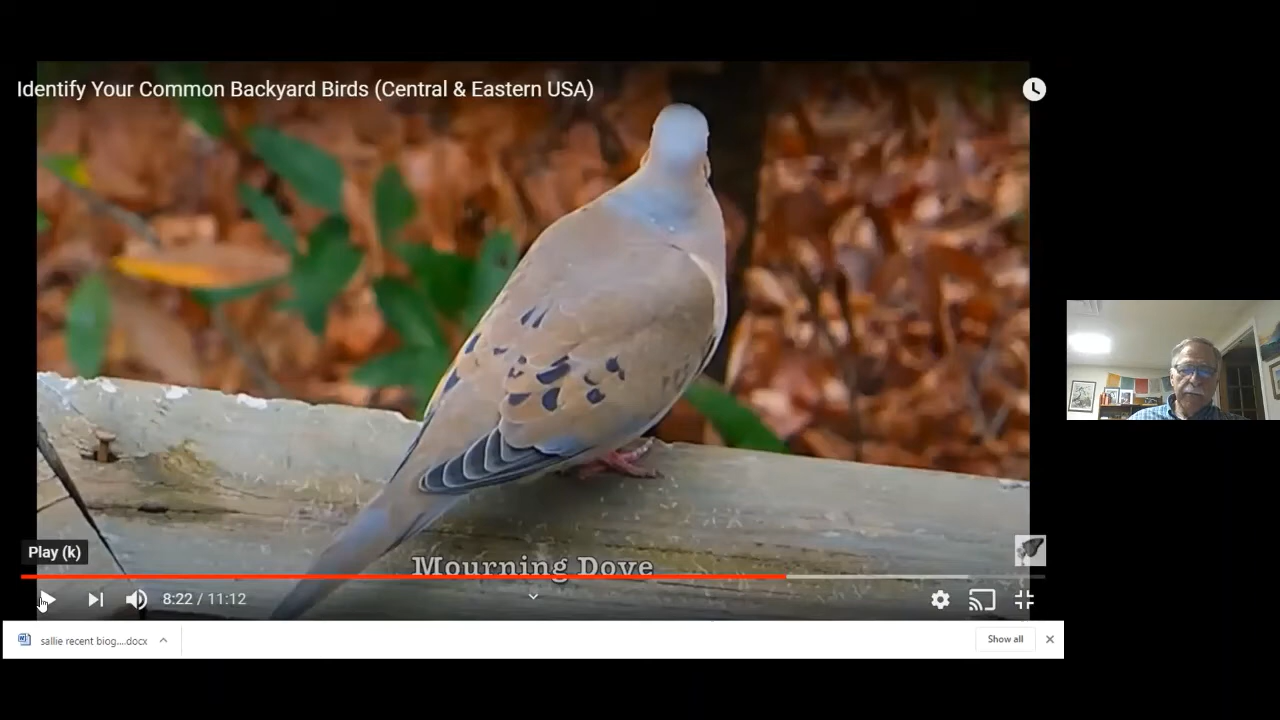 Identify Your Common Backyard Birds (Central & Eastern USA)
Play (k)
Mourning Dove
8:22 / 11:12
sallie recent biog....docx
Show all